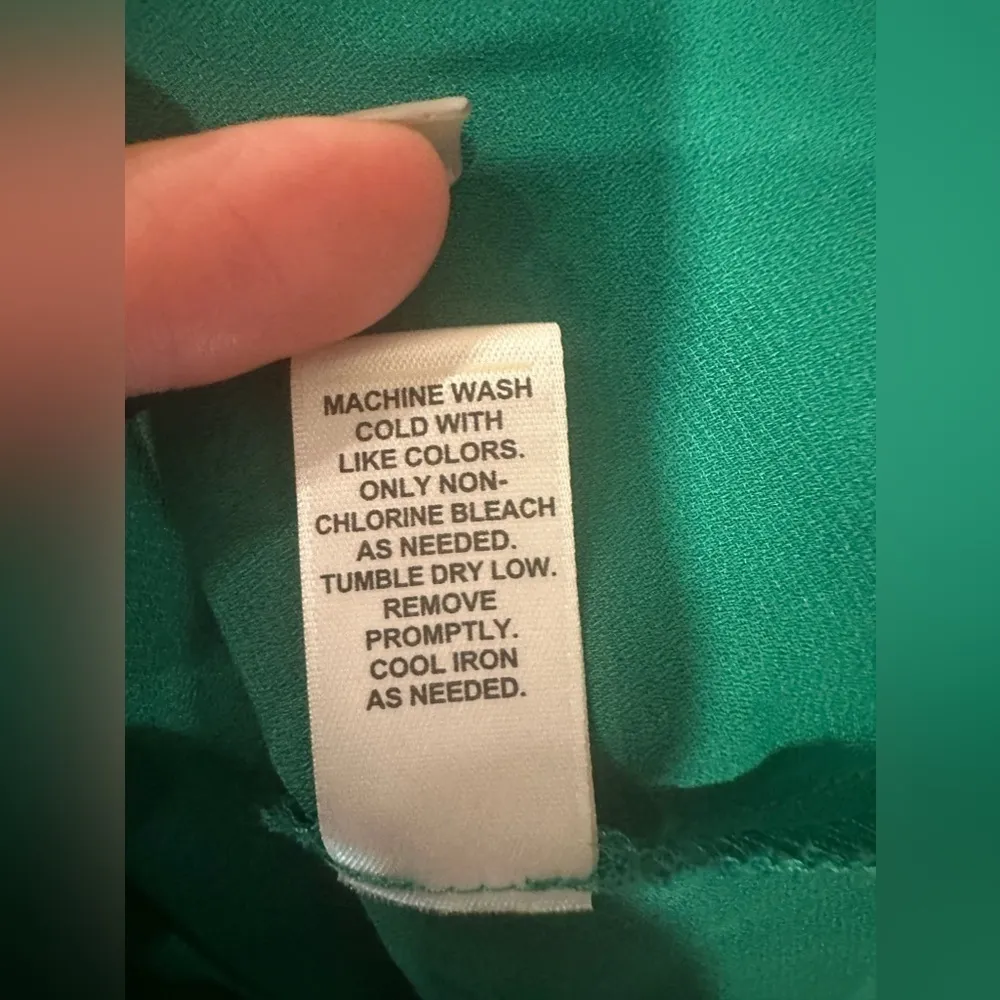 MACHINE WASH
COLD WITH
LIKE COLORS.
ONLY NON-
CHLORINE BLEACH
AS NEEDED.
TUMBLE DRY LOW.
REMOVE
PROMPTLY.
COOL IRON
AS NEEDED.